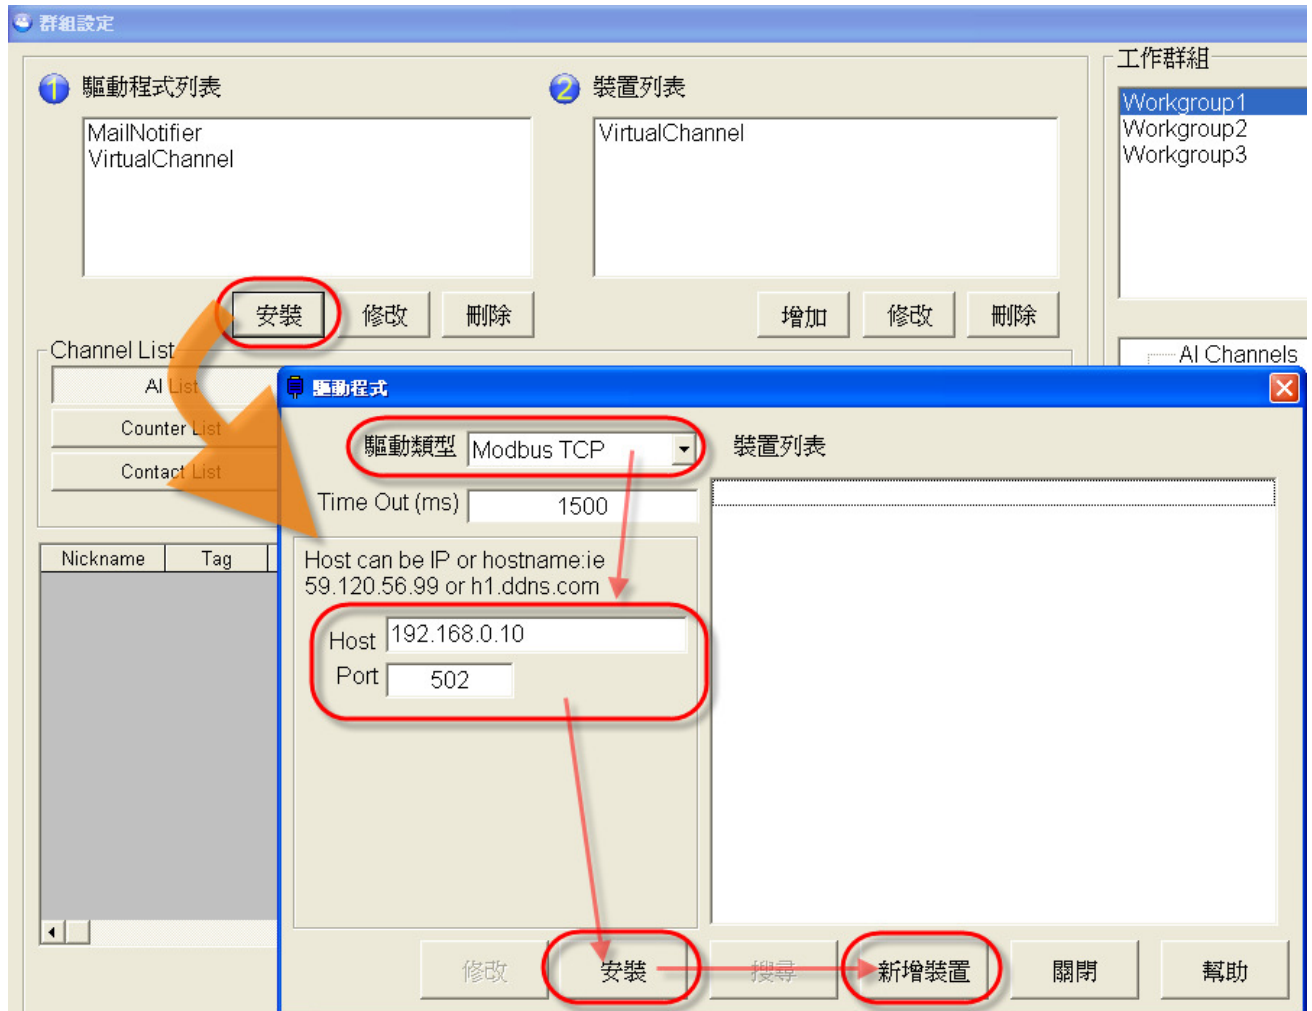 群組設定
1 驅動程式列表
MailNotifier
VirtualChannel
安裝 修改 刪除
2 裝置列表
VirtualChannel
增加 修改 刪除
工作群組
Workgroup1
Workgroup2
Workgroup3
AI Channels
Channel List
AI List
Counter List
Contact List
Nickname Tag
驅動程式
驅動類型 Modbus TCP
Time Out (ms) 1500
Host can be IP or hostname:ie
59.120.56.99 or h1.ddns.com
Host 192.168.0.10
Port 502
裝置列表
修改 安裝 搜尋 新增裝置 關閉 幫助